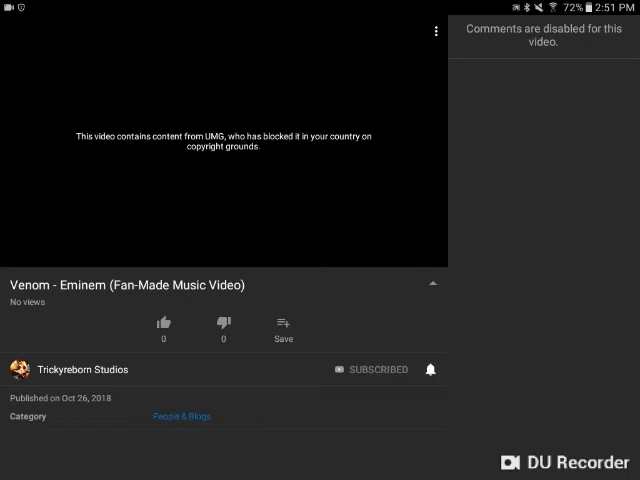 72% 2:51 PM
Comments are disabled for this
video.
This video contains content from UMG, who has blocked it in your country on
copyright grounds.
Venom - Eminem (Fan-Made Music Video)
No views
0 0 Save
Trickyreborn Studios SUBSCRIBED
Published on Oct 26, 2018
Category People & Blogs
DU Recorder